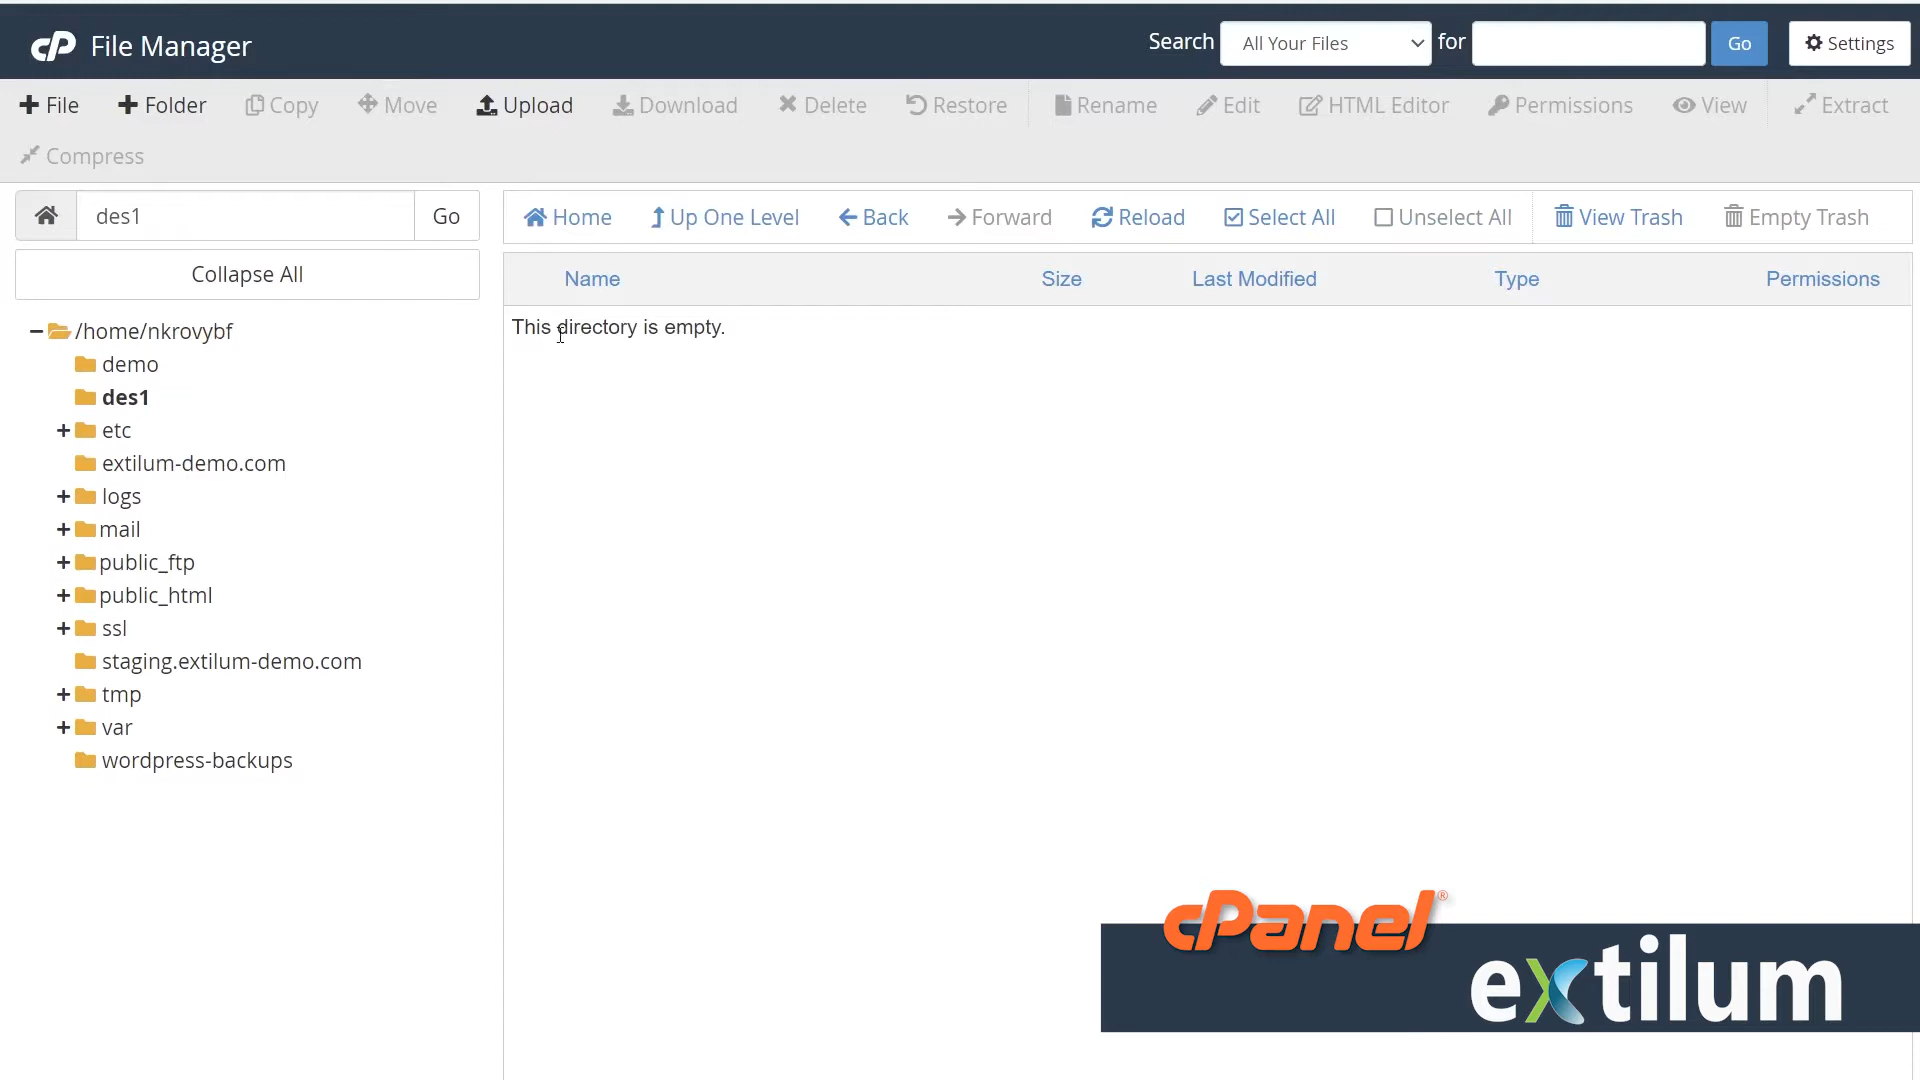 cP File Manager
Search All Your Files for Go Settings
File Folder Copy Move Upload Download Delete Restore Rename Edit HTML Editor Permissions View Extract
Compress
des1 Go
Home Up One Level Back Forward Reload Select All Unselect All View Trash Empty Trash
Collapse All
Name Size Last Modified Type Permissions
This directory is empty.
/home/nkrovybf
demo
des1
etc
extilum-demo.com
logs
mail
public_ftp
public_html
ssl
staging.extilum-demo.com
tmp
var
wordpress-backups
cPanel®
extilum